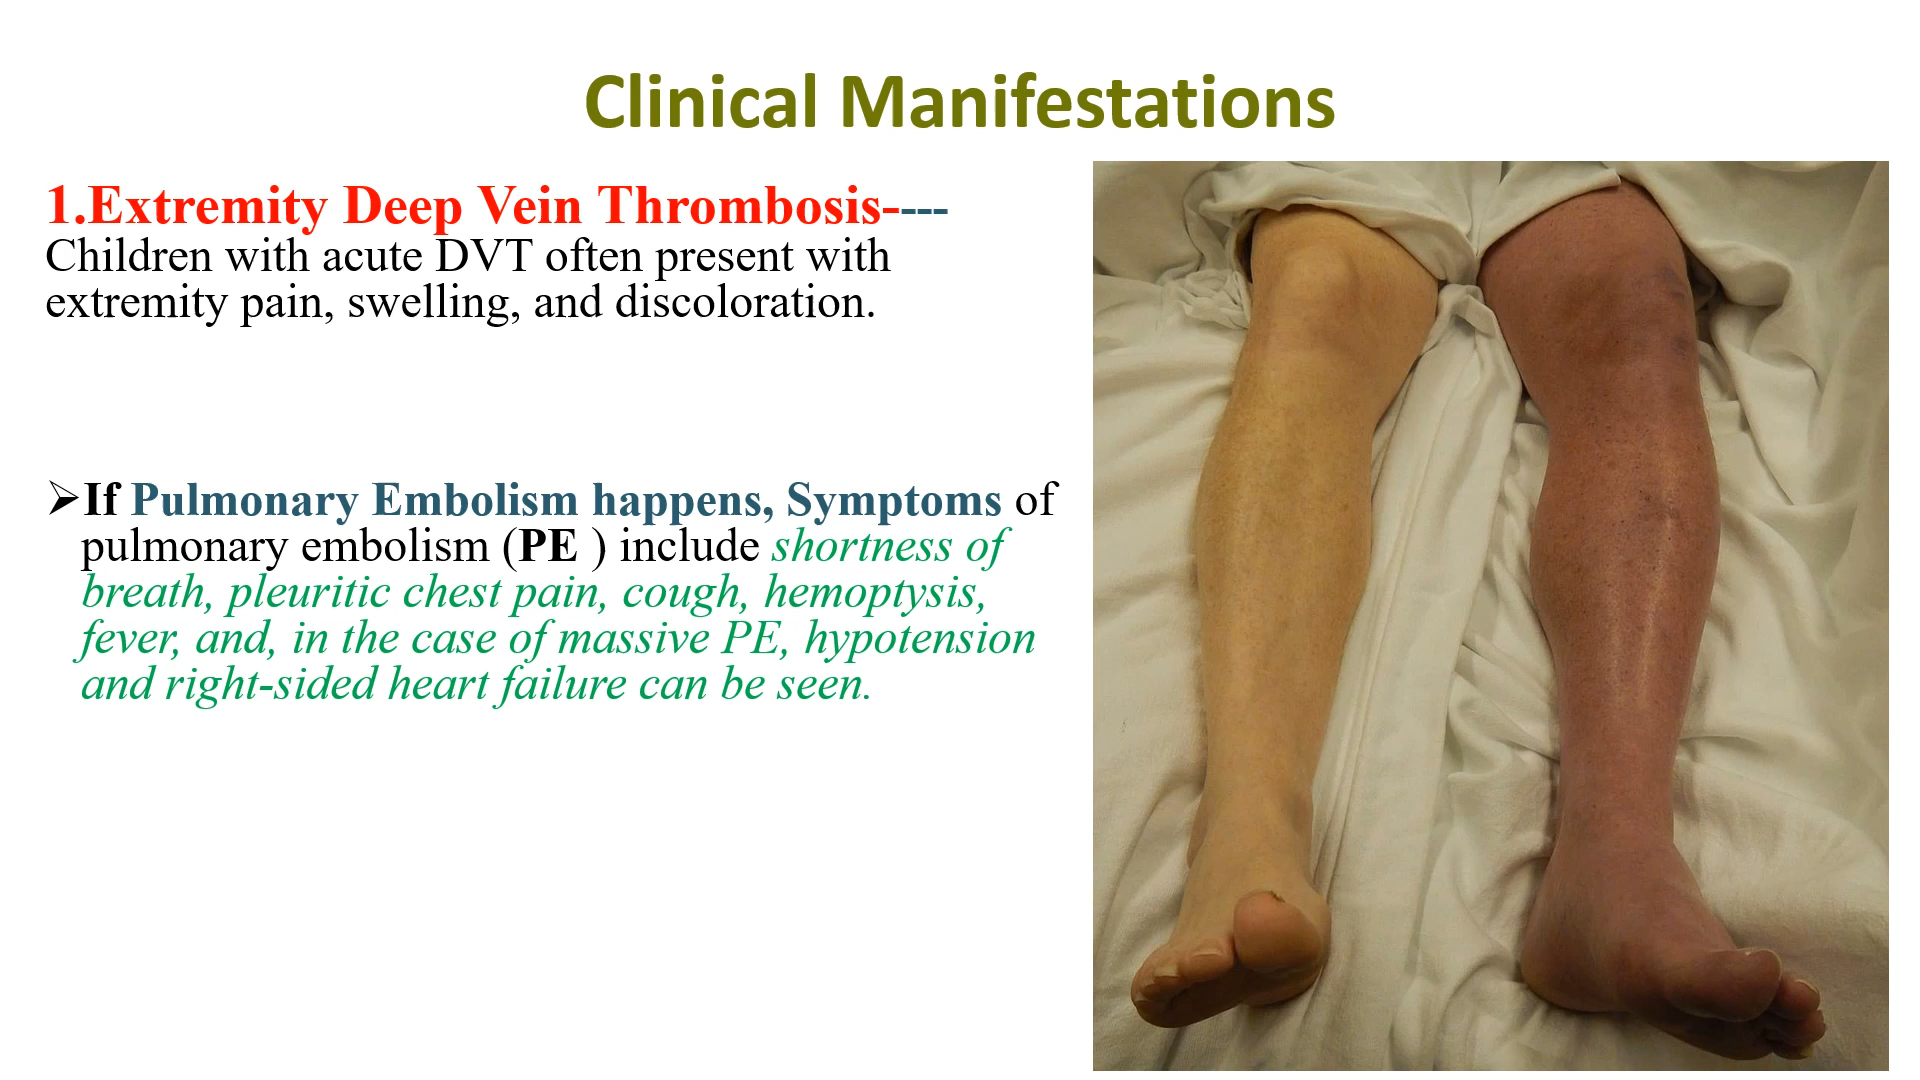 Clinical Manifestations
1.Extremity Deep Vein Thrombosis----
Children with acute DVT often present with
extremity pain, swelling, and discoloration.
➢If Pulmonary Embolism happens, Symptoms of
pulmonary embolism (PE ) include shortness of
breath, pleuritic chest pain, cough, hemoptysis,
fever, and, in the case of massive PE, hypotension
and right-sided heart failure can be seen.